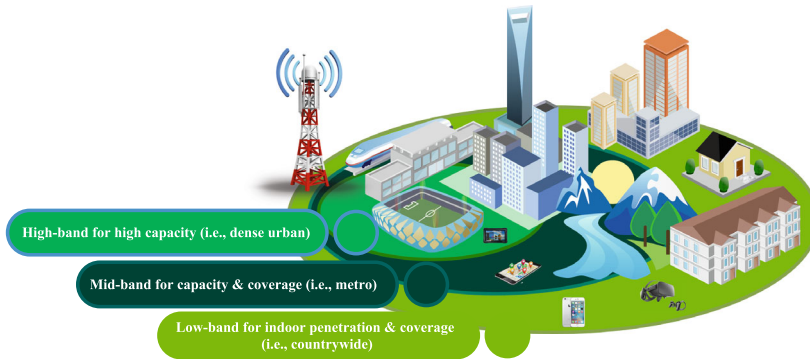 High-band for high capacity (i.e., dense urban)
Mid-band for capacity & coverage (i.e., metro)
Low-band for indoor penetration & coverage
(i.e., countrywide)